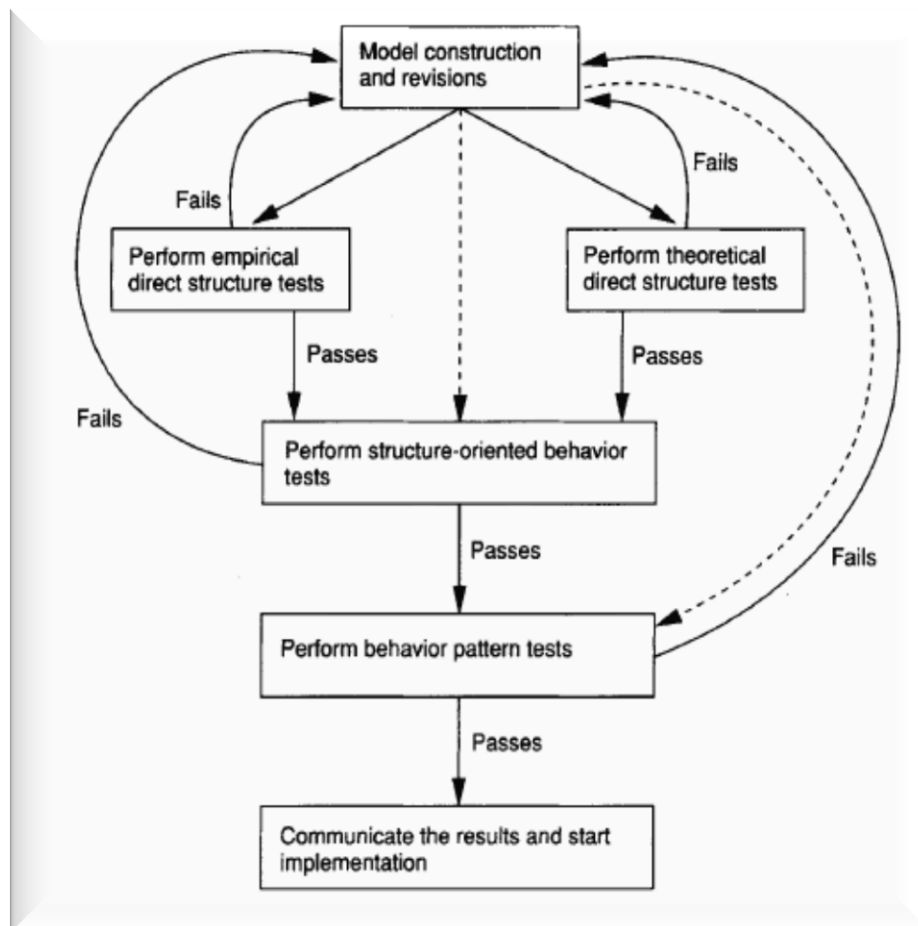 Model construction
and revisions
Fails
Fails
Perform empirical
direct structure tests
Perform theoretical
direct structure tests
Passes
Passes
Fails
Perform structure-oriented behavior
tests
Passes
Fails
Perform behavior pattern tests
Passes
Communicate the results and start
implementation